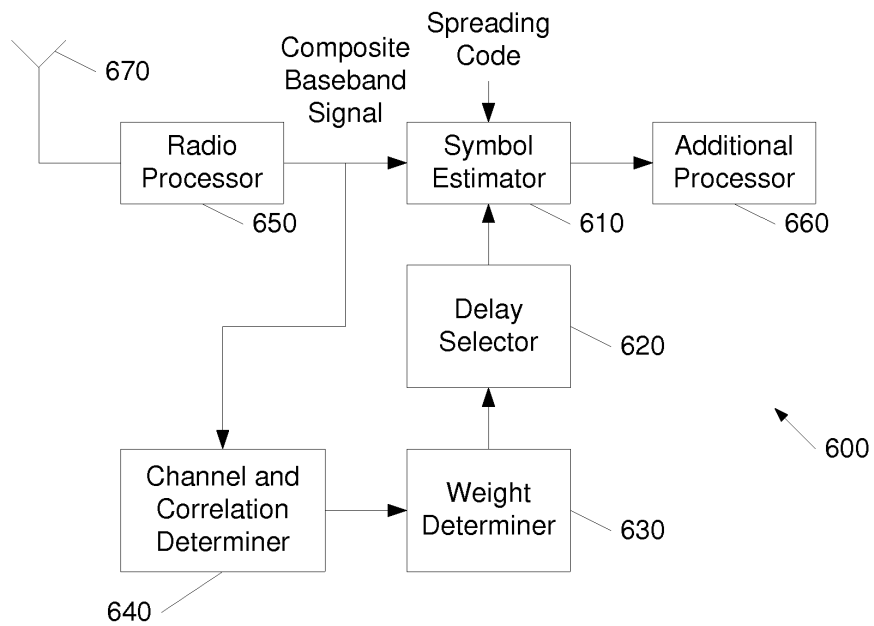 Spreading
Code
Composite
Baseband
Signal
670
Radio
Processor
650
Symbol
Estimator
610
Additional
Processor
660
Delay
Selector
620
600
Channel and
Correlation
Determiner
640
Weight
Determiner
630